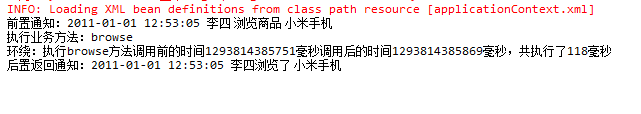 INFO: Loading XML bean definitions from class path resource [applicationContext.xml]
前置通知：2011-01-01 12:53:05 李四 浏览商品 小米手机
执行业务方法：browse
环绕：执行browse方法调用前的时间1293814385751毫秒调用后的时间1293814385869毫秒，共执行了118毫秒
后置返回通知：2011-01-01 12:53:05 李四浏览了 小米手机